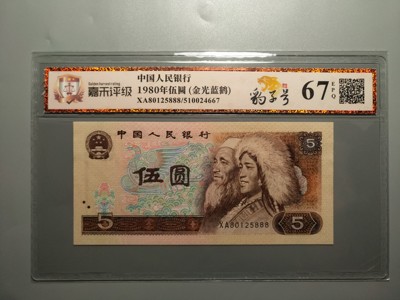 嘉禾评级
中国人民银行
1980年伍圆(金光蓝鹤)
XA80125888/510024667
豹子号
67 EPQ
中国人民银行
5
伍圆
5
5
XA80125888